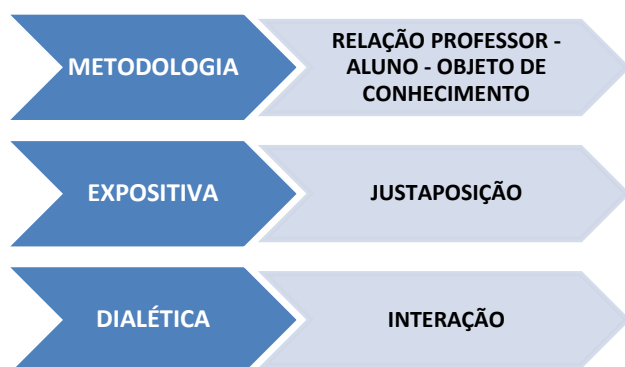 METODOLOGIA
RELAÇÃO PROFESSOR -
ALUNO - OBJETO DE
CONHECIMENTO
EXPOSITIVA
JUSTAPOSIÇÃO
DIALÉTICA
INTERAÇÃO